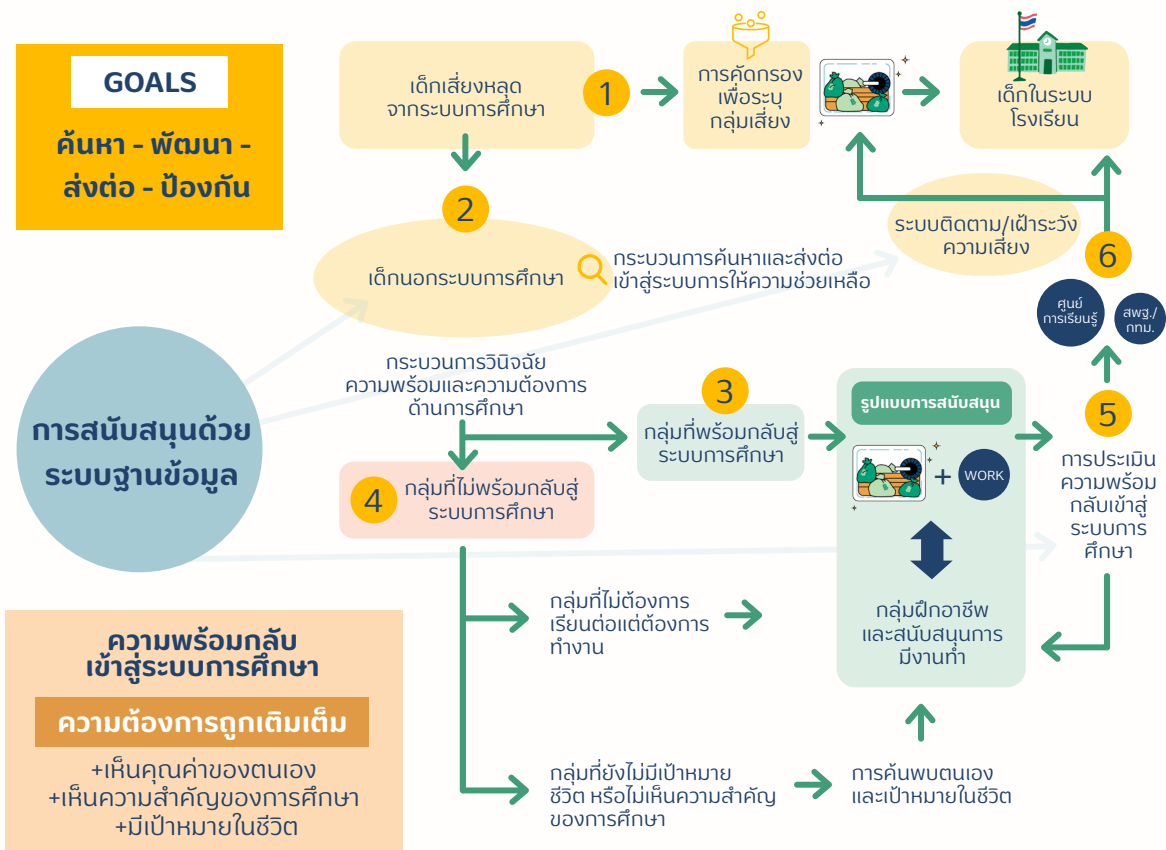 GOALS
ค้นหา - พัฒนา -
ส่งต่อ - ป้องกัน
เด็กเสี่ยงหลุด
จากระบบการศึกษา
1
การคัดกรอง
เพื่อระบุ
กลุ่มเสี่ยง
เด็กในระบบ
โรงเรียน
2
เด็กนอกระบบการศึกษา
กระบวนการค้นหาและส่งต่อ
เข้าสู่ระบบการให้ความช่วยเหลือ
ระบบติดตาม/เฝ้าระวัง
ความเสี่ยง
6
ศูนย์
การเรียนรู้
สพฐ./
กทม.
การสนับสนุนด้วย
ระบบฐานข้อมูล
กระบวนการวินิจฉัย
ความพร้อมและความต้องการ
ด้านการศึกษา
3
กลุ่มที่พร้อมกลับสู่
ระบบการศึกษา
4
กลุ่มที่ไม่พร้อมกลับสู่
ระบบการศึกษา
รูปแบบการสนับสนุน
+
WORK
กลุ่มฝึกอาชีพ
และสนับสนุนการ
มีงานทำ
5
การประเมิน
ความพร้อม
กลับเข้าสู่
ระบบการ
ศึกษา
กลุ่มที่ไม่ต้องการ
เรียนต่อแต่ต้องการ
ทำงาน
กลุ่มที่ยังไม่มีเป้าหมาย
ชีวิต หรือไม่เห็นความสำคัญ
ของการศึกษา
การค้นพบตนเอง
และเป้าหมายในชีวิต
ความพร้อมกลับ
เข้าสู่ระบบการศึกษา
ความต้องการถูกเติมเต็ม
+เห็นคุณค่าของตนเอง
+เห็นความสำคัญของการศึกษา
+มีเป้าหมายในชีวิต